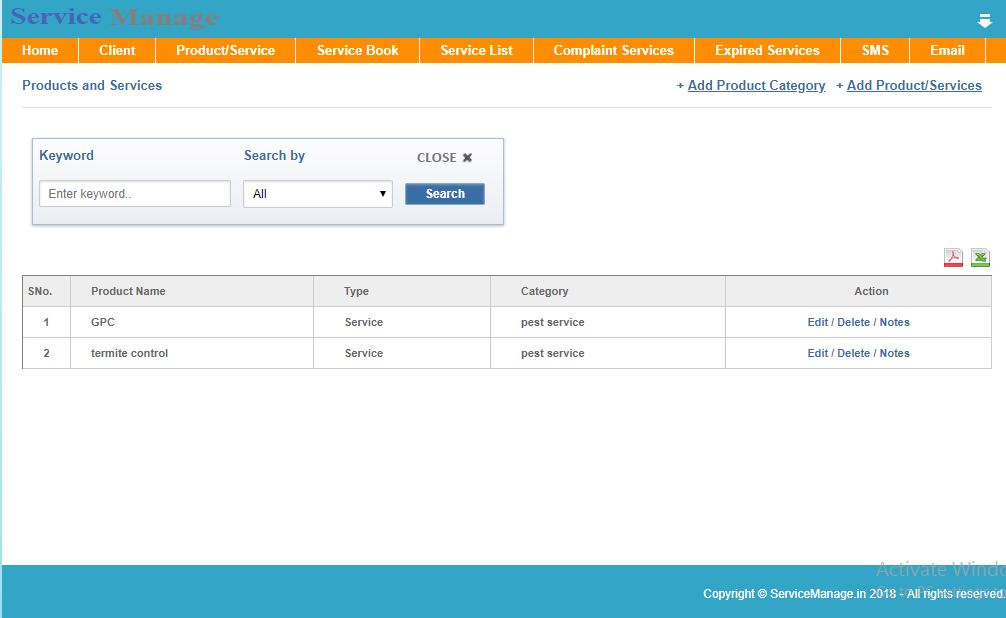 Service Manage
Home Client Product/Service Service Book Service List Complaint Services Expired Services SMS Email
Products and Services + Add Product Category + Add Product/Services
Keyword Search by CLOSE ✖
Enter keyword.. All Search
SNo. Product Name Type Category Action
1 GPC Service pest service Edit / Delete / Notes
2 termite control Service pest service Edit / Delete / Notes
Activate Windo
Copyright © ServiceManage.in 2018 - All rights reserved.